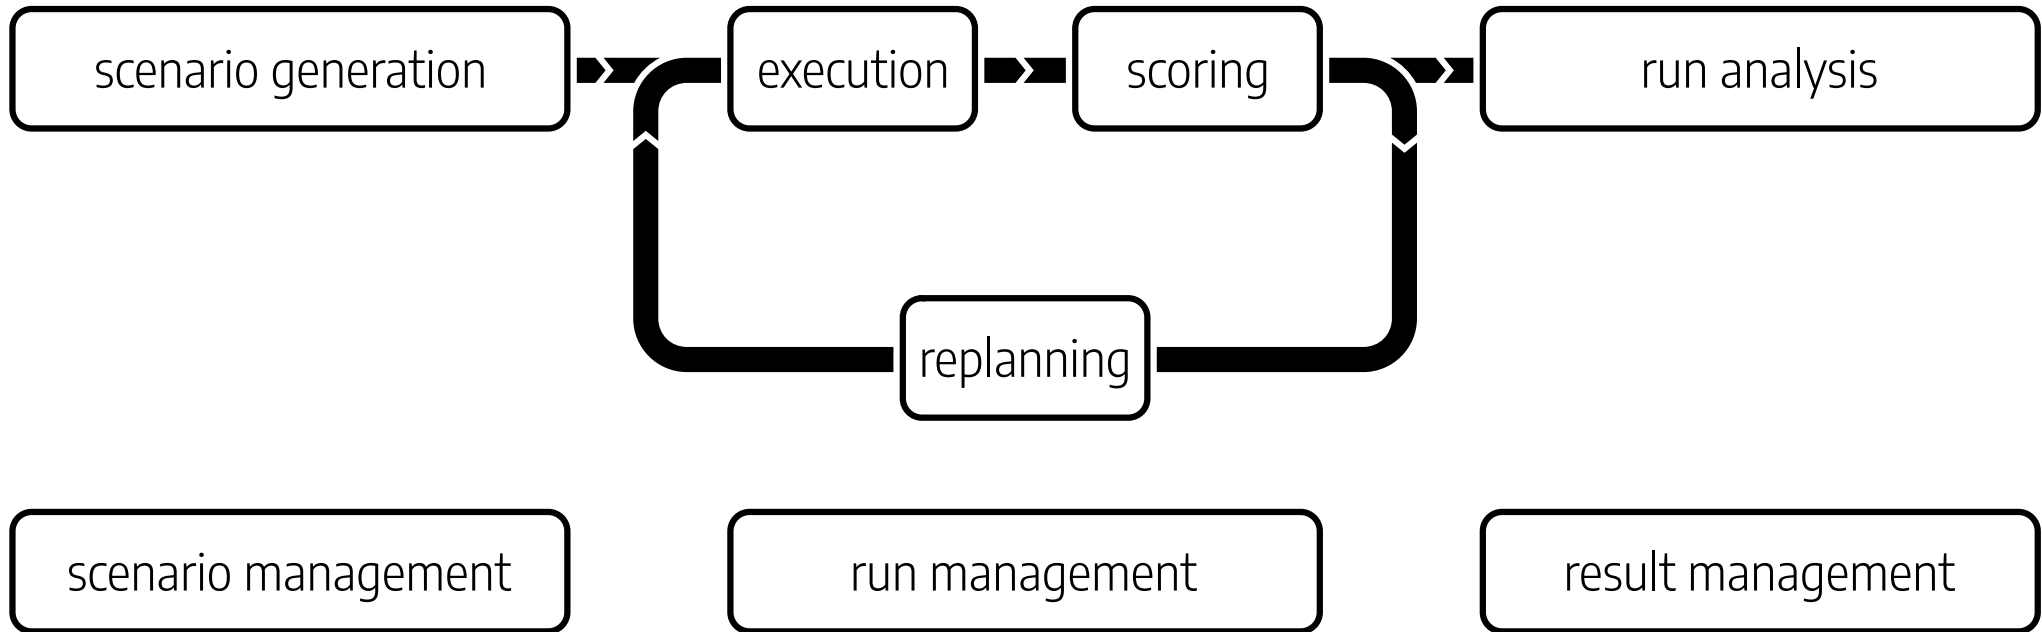 scenario generation
execution
scoring
run analysis
replanning
scenario management
run management
result management